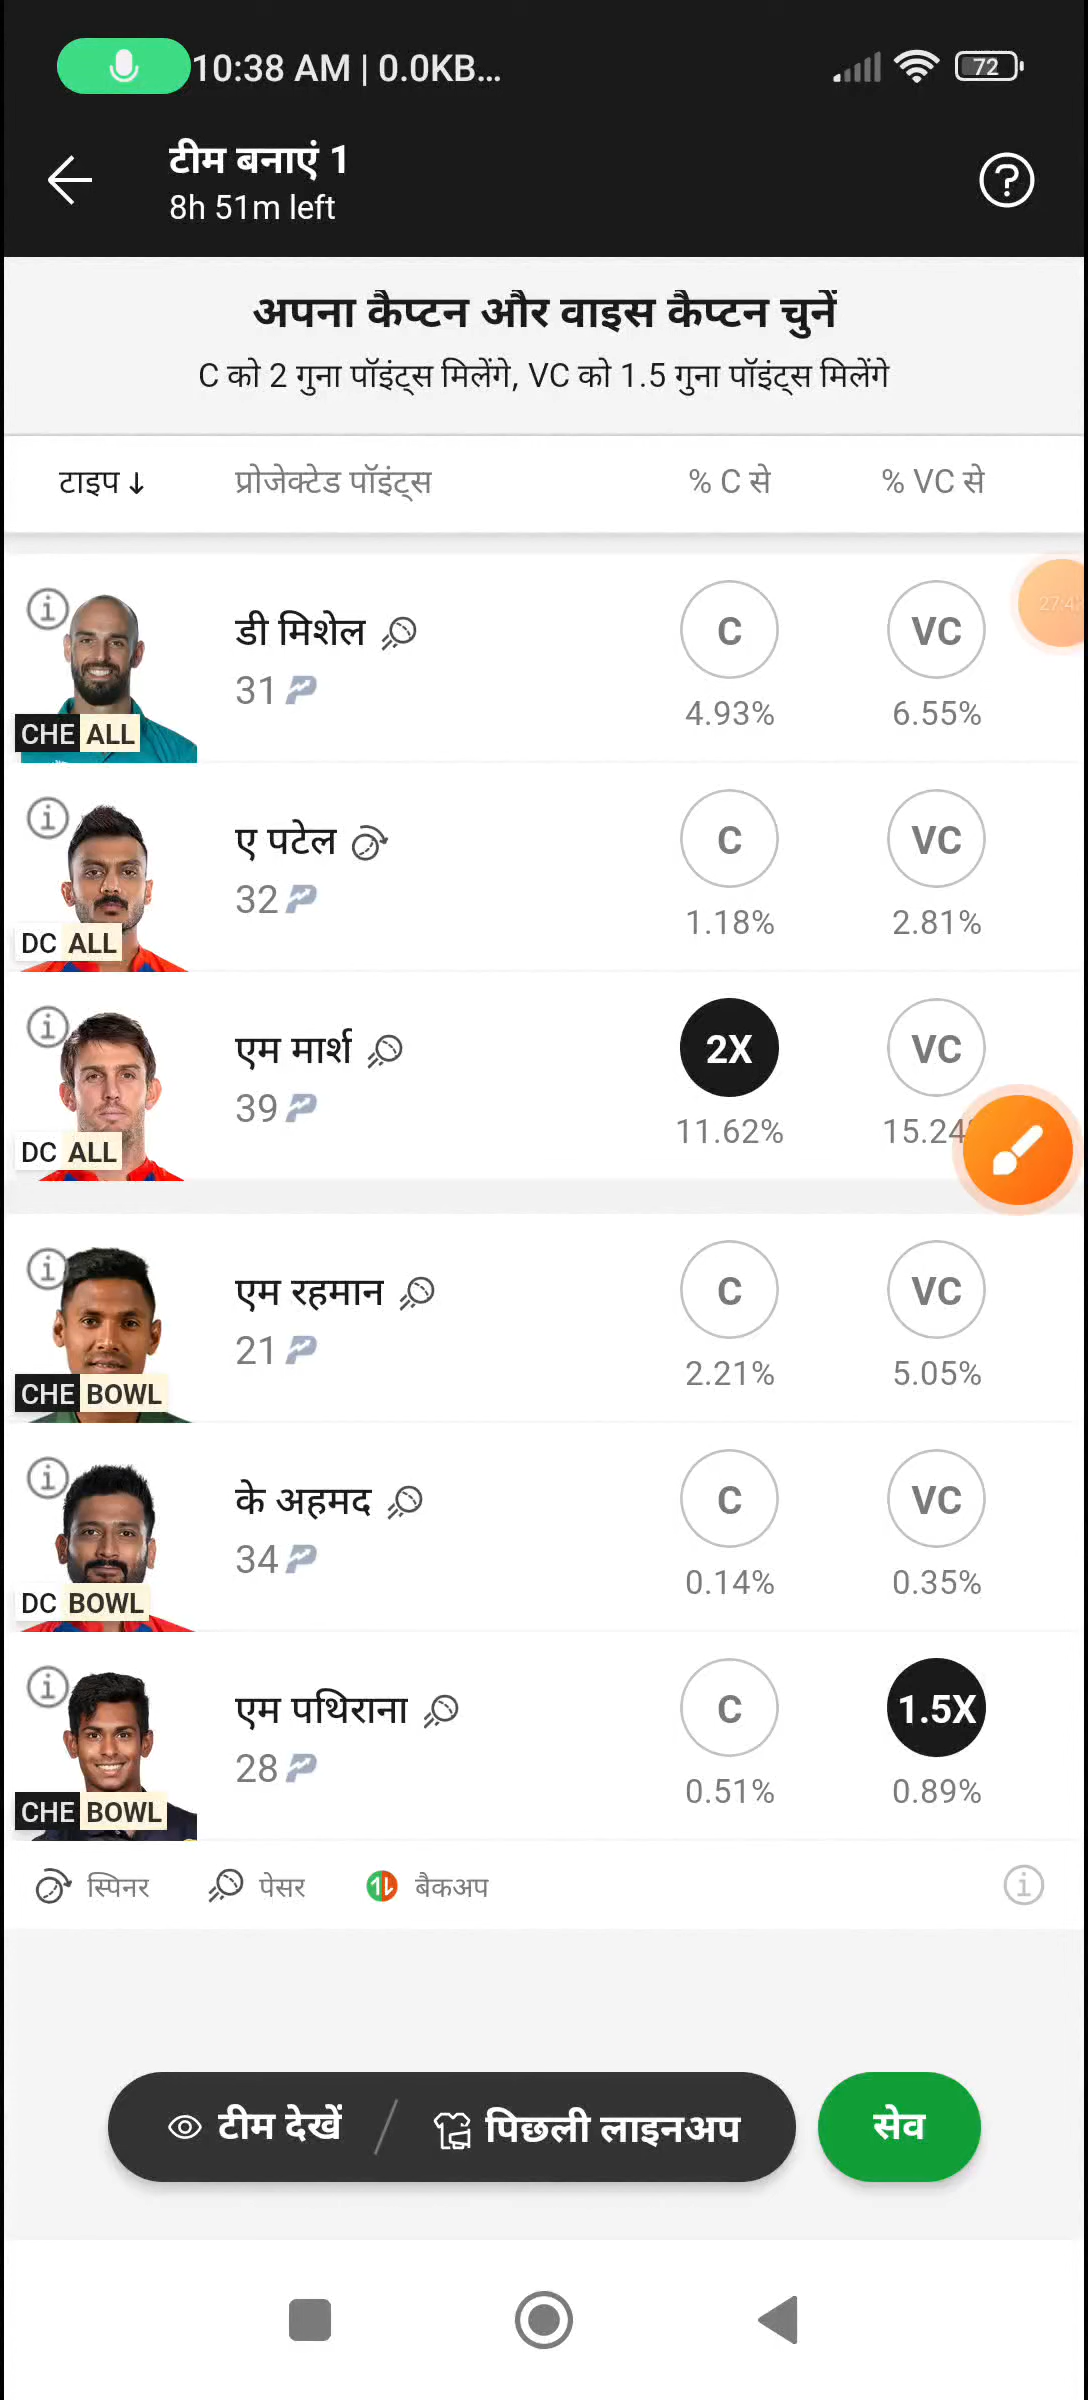 10:38 AM | 0.0KB...
72
टीम बनाएं 1
8h 51m left
अपना कैप्टन और वाइस कैप्टन चुनें
C को 2 गुना पॉइंट्स मिलेंगे, VC को 1.5 गुना पॉइंट्स मिलेंगे
टाइप ↓ प्रोजेक्टेड पॉइंट्स % C से % VC से
डी मिशेल C VC
31 4.93% 6.55%
CHE ALL
ए पटेल C VC
32 1.18% 2.81%
DC ALL
एम मार्श 2X VC
39 11.62% 15.24
DC ALL
एम रहमान C VC
21 2.21% 5.05%
CHE BOWL
के अहमद C VC
34 0.14% 0.35%
DC BOWL
एम पथिराना C 1.5X
28 0.51% 0.89%
CHE BOWL
स्पिनर पेसर बैकअप
टीम देखें / पिछली लाइनअप सेव